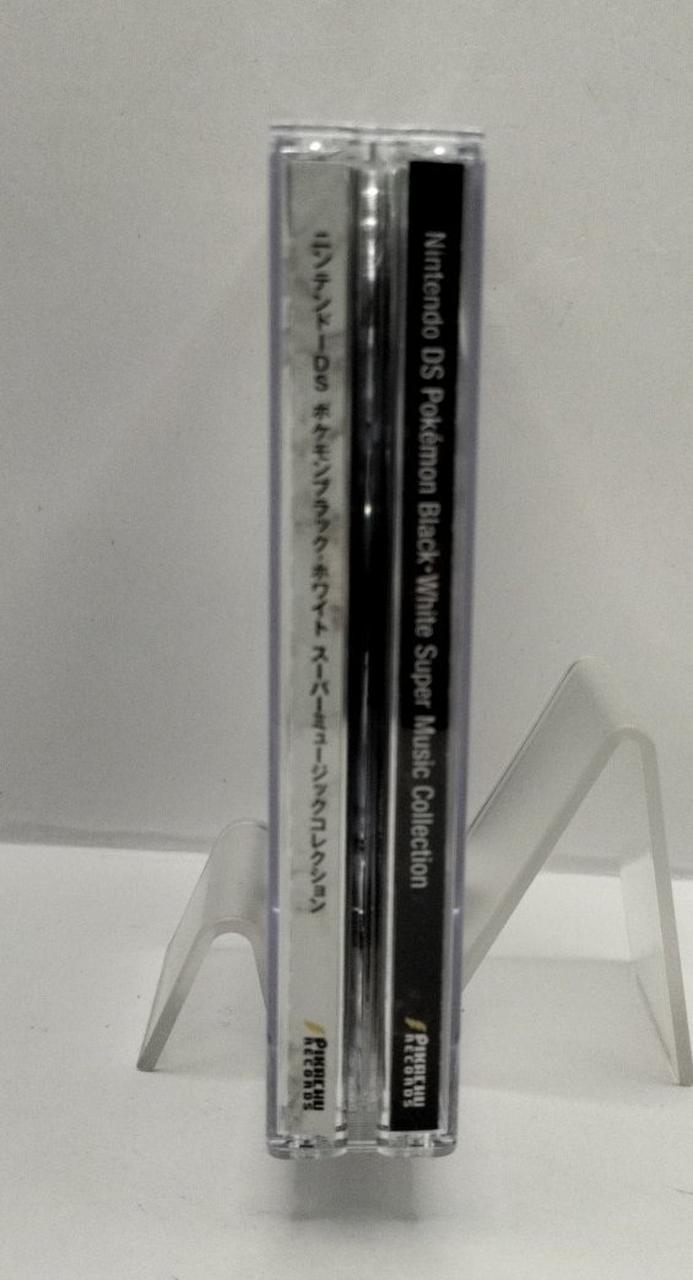 ニンテンドーDS ポケモンブラック・ホワイト スーパーミュージックコレクション
PIKACHU
RECORDS
Nintendo DS Pokémon Black•White Super Music Collection
PIKACHU
RECORDS